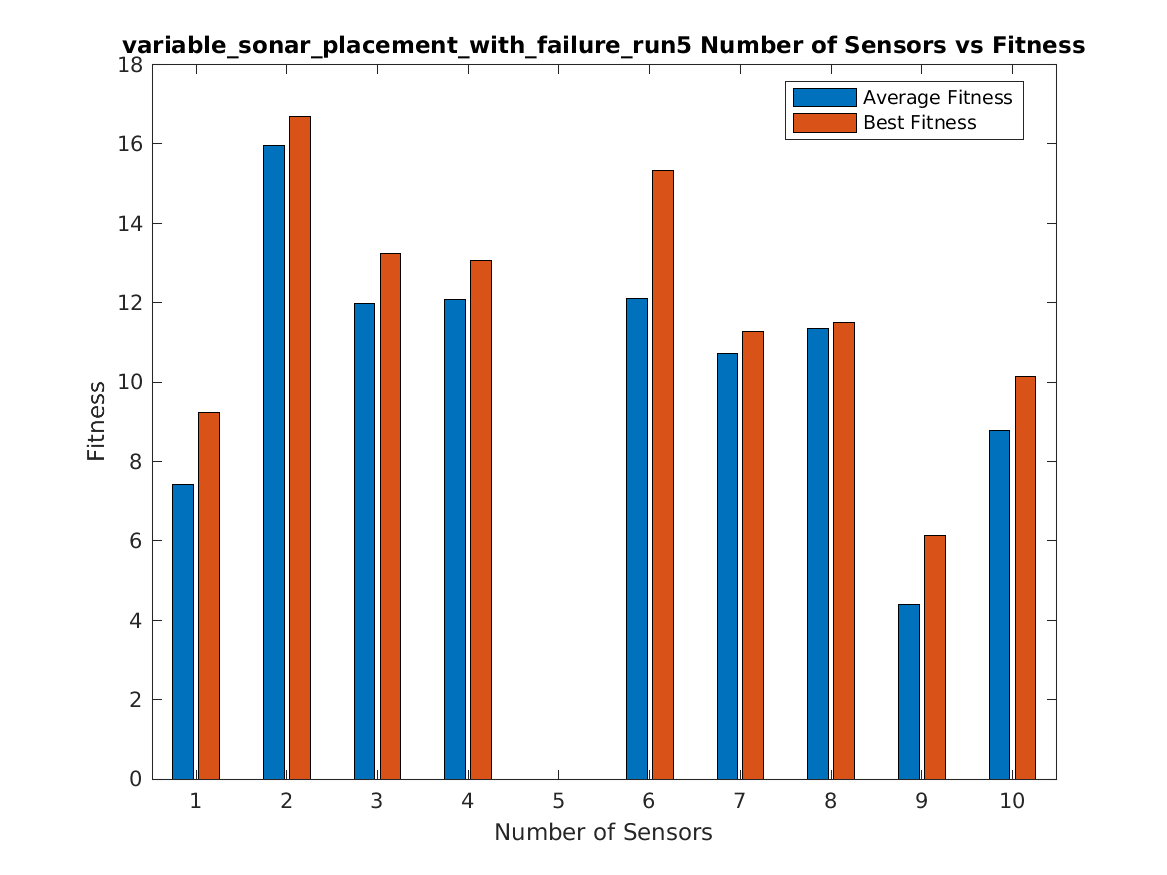 variable_sonar_placement_with_failure_run5 Number of Sensors vs Fitness
18
16
14
12
10
8
6
4
2
0
Fitness
Average Fitness
Best Fitness
1 2 3 4 5 6 7 8 9 10
Number of Sensors